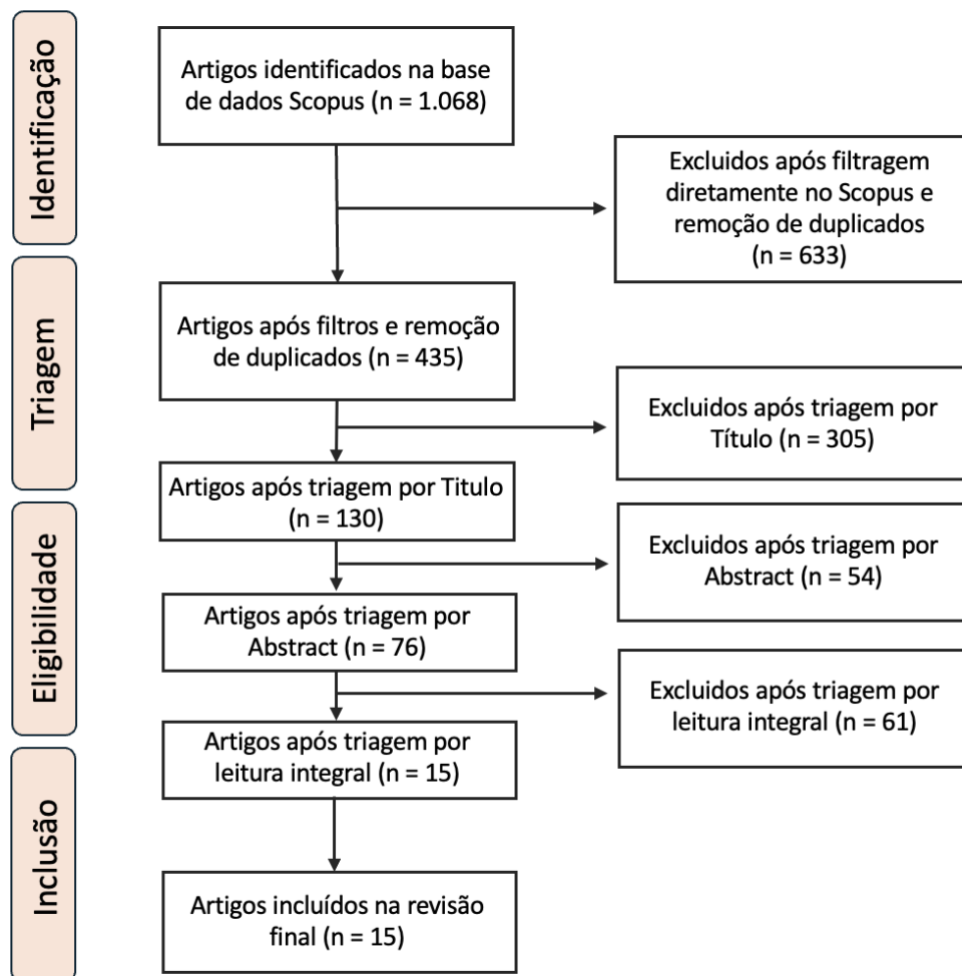 Identificação
Artigos identificados na base
de dados Scopus (n = 1.068)
Excluidos após filtragem
diretamente no Scopus e
remoção de duplicados
(n = 633)
Triagem
Artigos após filtros e remoção
de duplicados (n = 435)
Excluidos após triagem por
Título (n = 305)
Artigos após triagem por Titulo
(n = 130)
Eligibilidade
Excluidos após triagem por
Abstract (n = 54)
Artigos após triagem por
Abstract (n = 76)
Excluidos após triagem por
leitura integral (n = 61)
Artigos após triagem por
leitura integral (n = 15)
Inclusão
Artigos incluídos na revisão
final (n = 15)